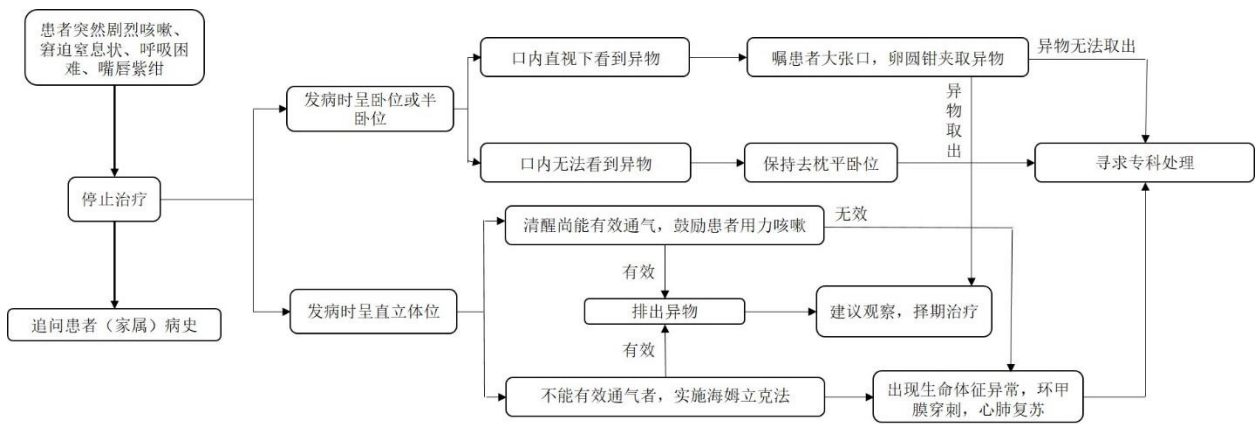 患者突然剧烈咳嗽、
窘迫窒息状、呼吸困
难、嘴唇紫绀
停止治疗
追问患者（家属）病史
发病时呈卧位或半
卧位
口内直视下看到异物
嘱患者大张口，卵圆钳夹取异物
异物无法取出
异
物
取
出
口内无法看到异物
保持去枕平卧位
寻求专科处理
发病时呈直立体位
清醒尚能有效通气，鼓励患者用力咳嗽
无效
有效
排出异物
建议观察，择期治疗
有效
不能有效通气者，实施海姆立克法
出现生命体征异常，环甲
膜穿刺，心肺复苏